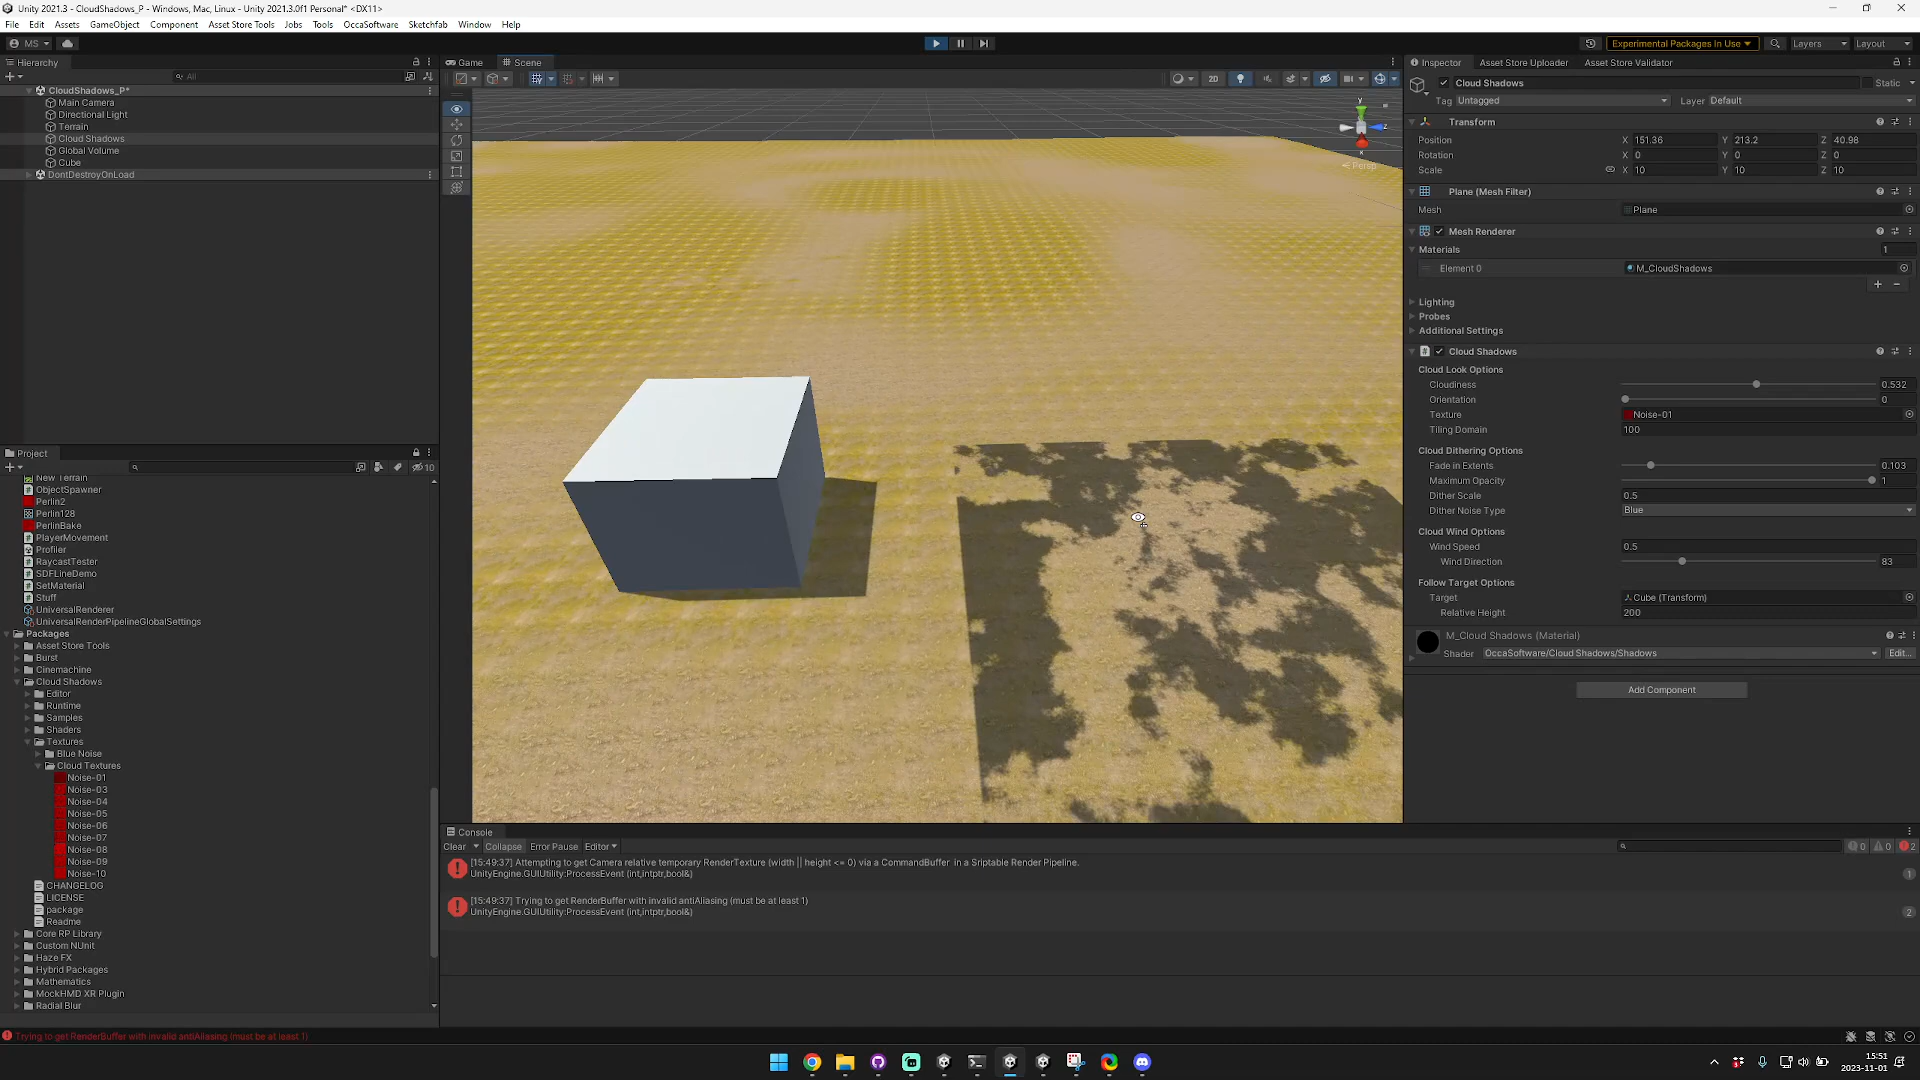 Unity 2021.3 - CloudShadows_P - Windows, Mac, Linux - Unity 2021.3.0f1 Personal* <DX11>
File Edit Assets GameObject Component Asset Store Tools Jobs Tools OccaSoftware Sketchfab Window Help
MS
Experimental Packages In Use
Layers
Layout
Hierarchy
All
CloudShadows_P*
Main Camera
Directional Light
Terrain
Cloud Shadows
Global Volume
Cube
DontDestroyOnLoad
Project
10
New Terrain
ObjectSpawner
Perlin2
Perlin128
PerlinBake
PlayerMovement
Profiler
RaycastTester
SDFLineDemo
SetMaterial
Stuff
UniversalRenderer
UniversalRenderPipelineGlobalSettings
Packages
Asset Store Tools
Burst
Cinemachine
Cloud Shadows
Editor
Runtime
Samples
Shaders
Textures
Blue Noise
Cloud Textures
Noise-01
Noise-03
Noise-04
Noise-05
Noise-06
Noise-07
Noise-08
Noise-09
Noise-10
CHANGELOG
LICENSE
package
Readme
Core RP Library
Custom NUnit
Haze FX
Hybrid Packages
Mathematics
MockHMD XR Plugin
Radial Blur
Game Scene
2D
y
z
x
Persp
Console
Clear Collapse Error Pause Editor
0 0 2
[15:49:37] Attempting to get Camera relative temporary RenderTexture (width || height <= 0) via a CommandBuffer in a Sriptable Render Pipeline.
UnityEngine.GUIUtility:ProcessEvent (int,intptr,bool&)
1
[15:49:37] Trying to get RenderBuffer with invalid antiAliasing (must be at least 1)
UnityEngine.GUIUtility:ProcessEvent (int,intptr,bool&)
2
Inspector Asset Store Uploader Asset Store Validator
Cloud Shadows Static
Tag Untagged Layer Default
Transform
Position X 151.36 Y 213.2 Z 40.98
Rotation X 0 Y 0 Z 0
Scale X 10 Y 10 Z 10
Plane (Mesh Filter)
Mesh Plane
Mesh Renderer
Materials 1
Element 0 M_CloudShadows
Lighting
Probes
Additional Settings
Cloud Shadows
Cloud Look Options
Cloudiness 0.532
Orientation 0
Texture Noise-01
Tiling Domain 100
Cloud Dithering Options
Fade in Extents 0.103
Maximum Opacity 1
Dither Scale 0.5
Dither Noise Type Blue
Cloud Wind Options
Wind Speed 0.5
Wind Direction 83
Follow Target Options
Target Cube (Transform)
Relative Height 200
M_Cloud Shadows (Material)
Shader OccaSoftware/Cloud Shadows/Shadows Edit...
Add Component
Trying to get RenderBuffer with invalid antiAliasing (must be at least 1)
15:51
2023-11-01